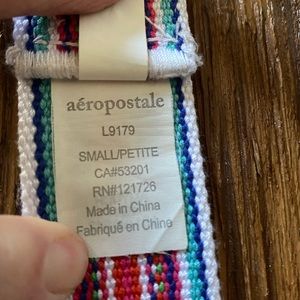 aéropostale
L9179
SMALL/PETITE
CA#53201
RN#121726
Made in China
Fabriqué en Chine